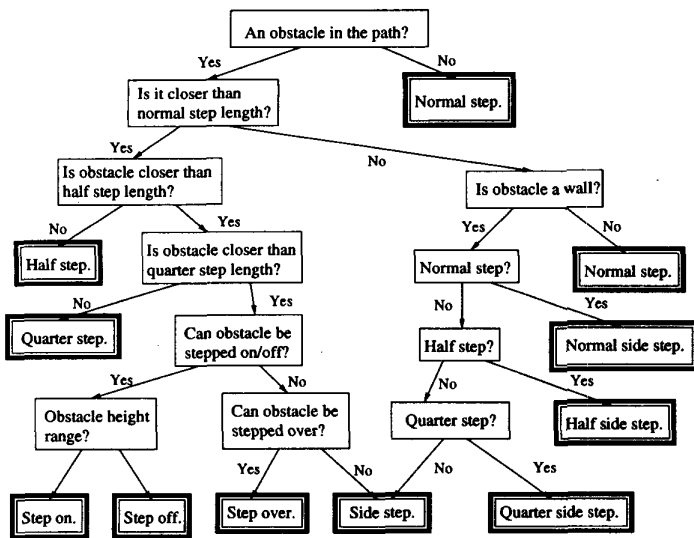 An obstacle in the path?
Yes
No
Is it closer than
normal step length?
Normal step.
Yes
No
Is obstacle closer than
half step length?
Is obstacle a wall?
No
Yes
Yes
No
Half step.
Is obstacle closer than
quarter step length?
Normal step?
Normal step.
No
Yes
No
Yes
Quarter step.
Can obstacle be
stepped on/off?
Half step?
Normal side step.
Yes
No
No
Yes
Obstacle height
range?
Can obstacle be
stepped over?
Quarter step?
Half side step.
Yes
No
No
Yes
Step on.
Step off.
Step over.
Side step.
Quarter side step.